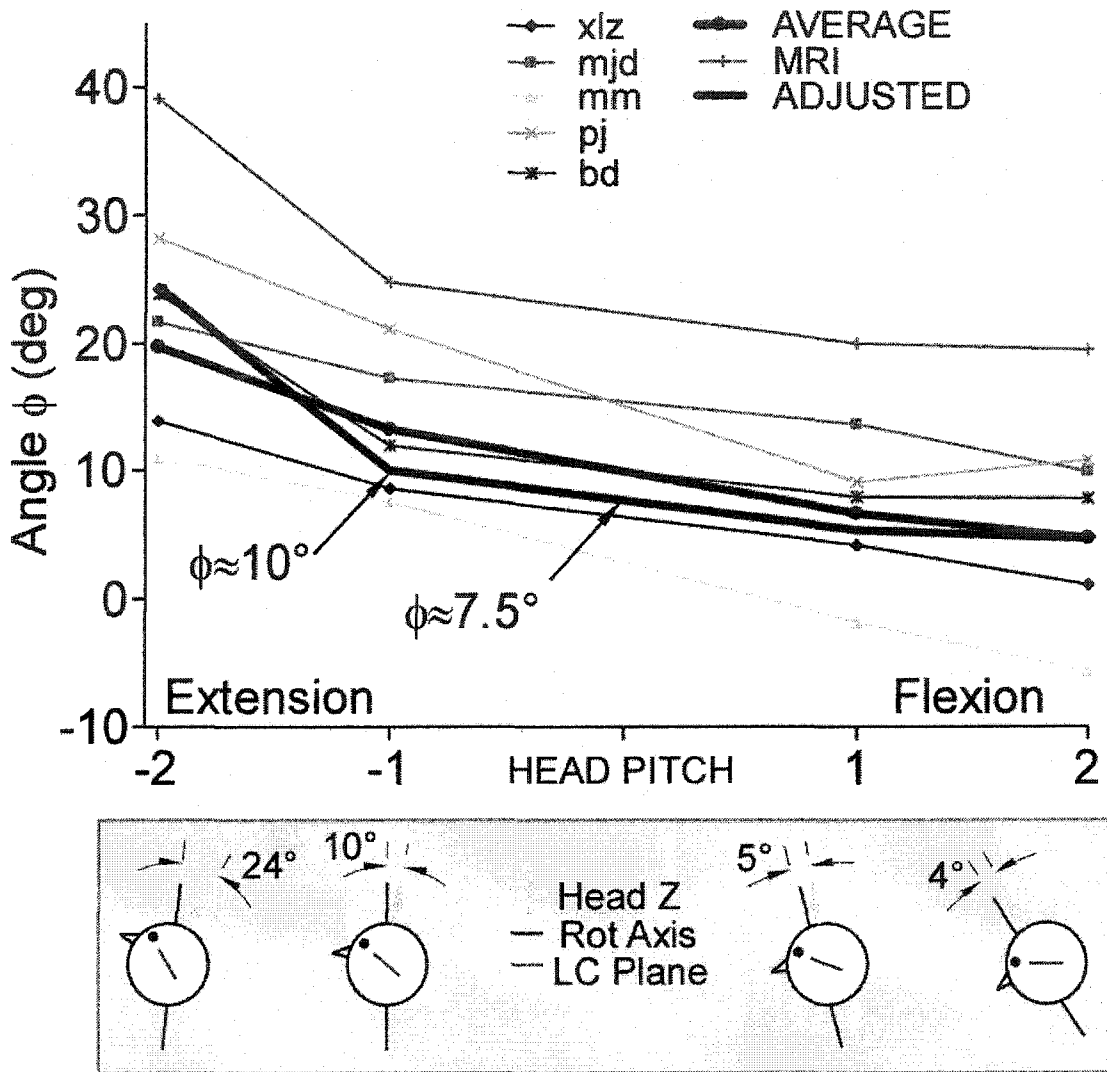 xlz AVERAGE
mjd MRI
mm ADJUSTED
pj
bd
40
30
20
10
0
-10
Angle ϕ (deg)
ϕ≈10°
ϕ≈7.5°
Extension Flexion
-2 -1 HEAD PITCH 1 2
24° 10° 5° 4°
Head Z
Rot Axis
LC Plane